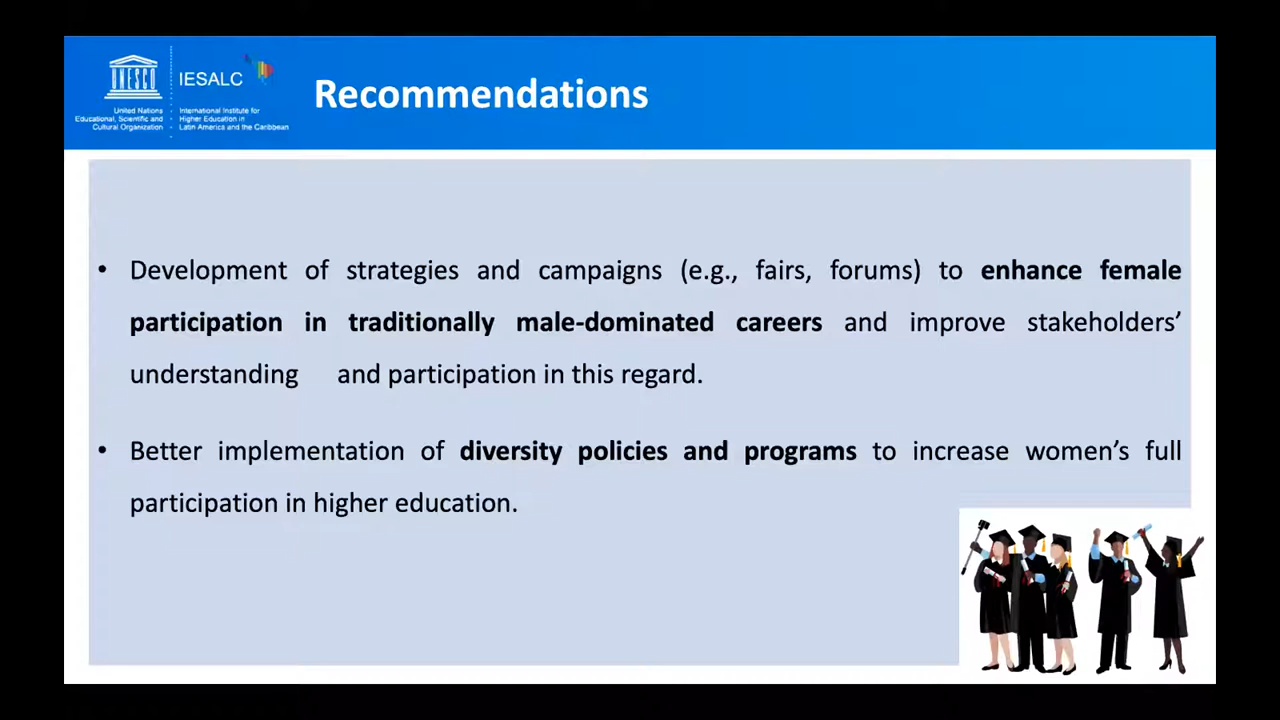 UNESCO
United Nations
Educational, Scientific and
Cultural Organization
IESALC
International Institute for
Higher Education in
Latin America and the Caribbean
Recommendations
• Development of strategies and campaigns (e.g., fairs, forums) to enhance female
participation in traditionally male-dominated careers and improve stakeholders’
understanding and participation in this regard.
• Better implementation of diversity policies and programs to increase women’s full
participation in higher education.